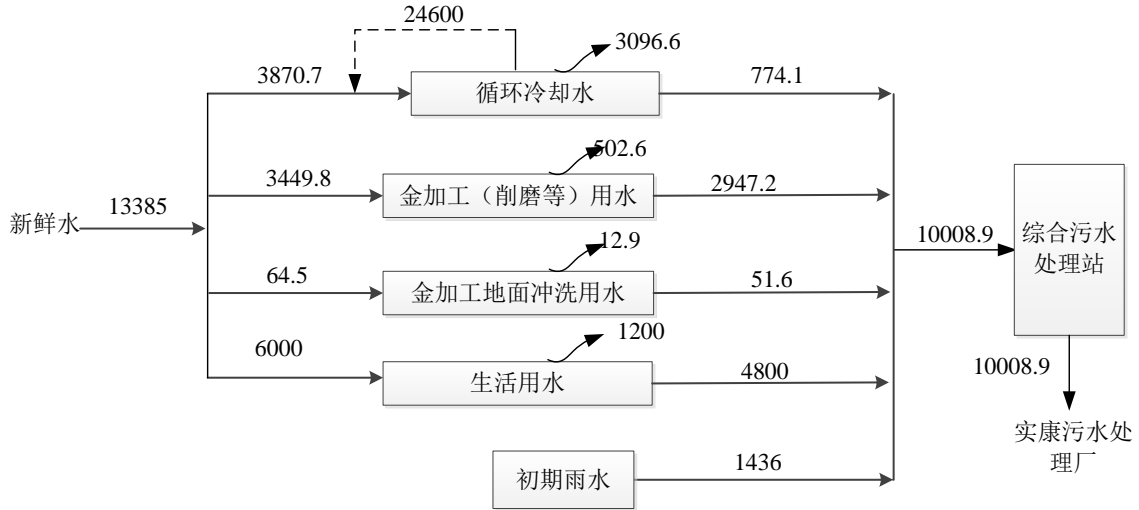 24600
3096.6
3870.7
循环冷却水
774.1
502.6
3449.8
金加工（削磨等）用水
2947.2
新鲜水
13385
12.9
64.5
金加工地面冲洗用水
51.6
10008.9
综合污水
处理站
1200
6000
生活用水
4800
10008.9
实康污水处
理厂
初期雨水
1436